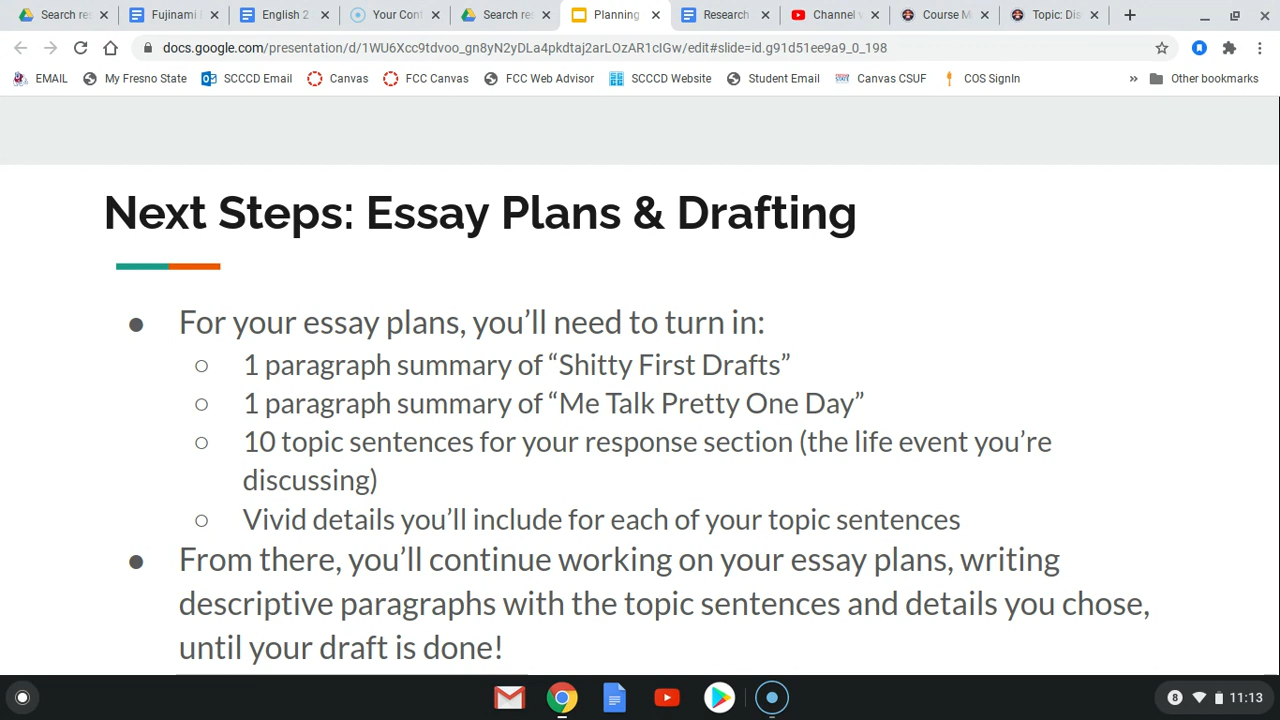 Search res
Fujinami
English 2
Your Cont
Search res
Planning
Research
Channel v
Course M
Topic: Dis
docs.google.com/presentation/d/1WU6Xcc9tdvoo_gn8yN2yDLa4pkdtaj2arLOzAR1cIGw/edit#slide=id.g91d51ee9a9_0_198
EMAIL
My Fresno State
SCCCD Email
Canvas
FCC Canvas
FCC Web Advisor
SCCCD Website
Student Email
Canvas CSUF
COS SignIn
»
Other bookmarks
Next Steps: Essay Plans & Drafting
● For your essay plans, you’ll need to turn in:
○ 1 paragraph summary of “Shitty First Drafts”
○ 1 paragraph summary of “Me Talk Pretty One Day”
○ 10 topic sentences for your response section (the life event you’re
discussing)
○ Vivid details you’ll include for each of your topic sentences
● From there, you’ll continue working on your essay plans, writing
descriptive paragraphs with the topic sentences and details you chose,
until your draft is done!
8 11:13